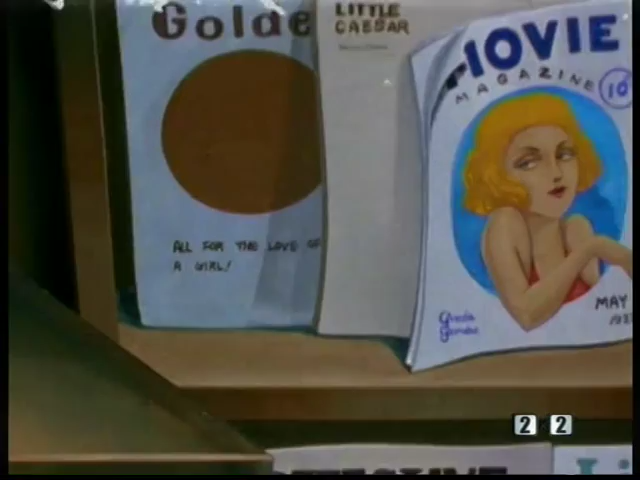 Golde
LITTLE
CAESAR
MOVIE
MAGAZINE
10
ALL FOR THE LOVE OF
A GIRL!
MAY
2 2